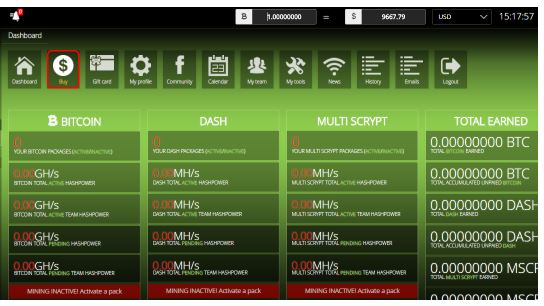 0
B 1.00000000 = $ 9667.79 USD 15:17:57
Dashboard
Dashboard Buy Gift card My profile Community Calendar My team My tools News History Emails Logout
BITCOIN DASH MULTI SCRYPT TOTAL EARNED
0 0 0 0.00000000 BTC
YOUR BITCOIN PACKAGES (ACTIVE/INACTIVE) YOUR DASH PACKAGES (ACTIVE/INACTIVE) YOUR MULTI SCRYPT PACKAGES (ACTIVE/INACTIVE) TOTAL BITCOIN EARNED
0.00GH/s 0.00MH/s 0.00MH/s 0.00000000 BTC
BITCOIN TOTAL ACTIVE HASHPOWER DASH TOTAL ACTIVE HASHPOWER MULTI SCRYPT TOTAL ACTIVE HASHPOWER TOTAL ACCUMULATED UNPAID BITCOIN
0.00GH/s 0.00MH/s 0.00MH/s 0.00000000 DASH
BITCOIN TOTAL ACTIVE TEAM HASHPOWER DASH TOTAL ACTIVE TEAM HASHPOWER MULTI SCRYPT TOTAL ACTIVE TEAM HASHPOWER TOTAL DASH EARNED
0.00GH/s 0.00MH/s 0.00MH/s 0.00000000 DASH
BITCOIN TOTAL PENDING HASHPOWER DASH TOTAL PENDING HASHPOWER MULTI SCRYPT TOTAL PENDING HASHPOWER TOTAL ACCUMULATED UNPAID DASH
0.00GH/s 0.00MH/s 0.00MH/s 0.00000000 MSCR
BITCOIN TOTAL PENDING TEAM HASHPOWER DASH TOTAL PENDING TEAM HASHPOWER MULTI SCRYPT TOTAL PENDING TEAM HASHPOWER TOTAL MULTI SCRYPT EARNED
MINING INACTIVE! Activate a pack MINING INACTIVE! Activate a pack MINING INACTIVE! Activate a pack 0.00000000 MSCR